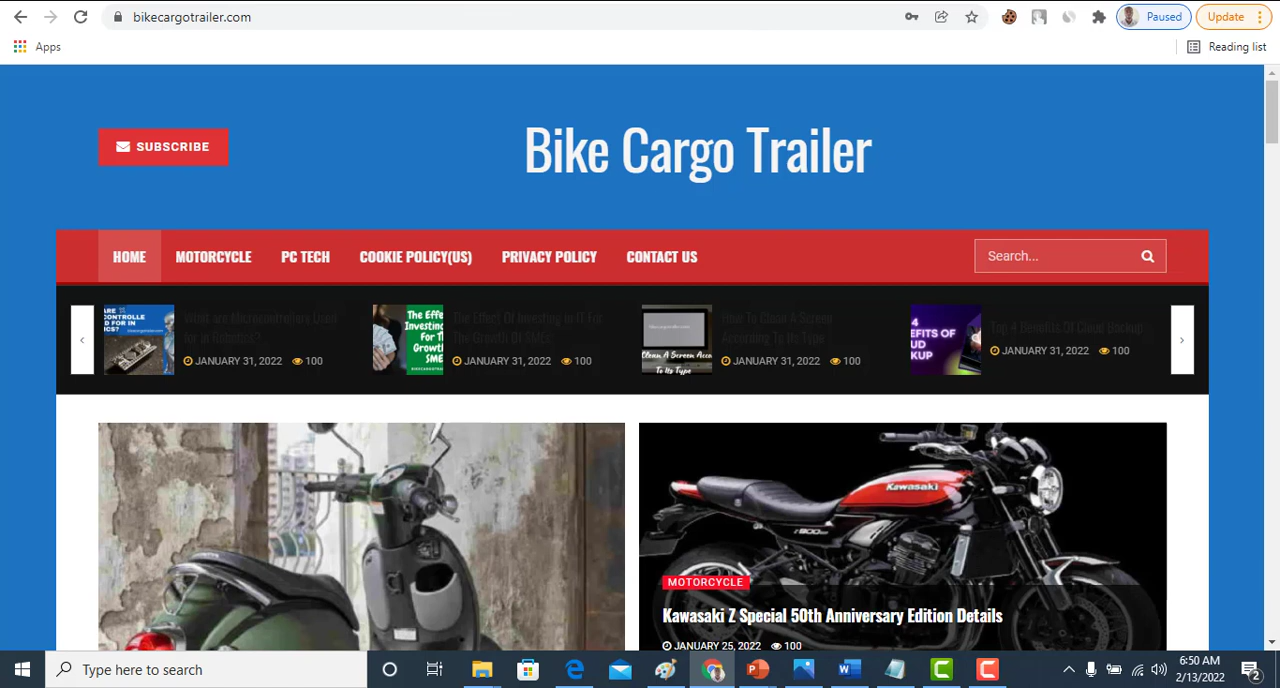 bikecargotrailer.com
Paused
Update
Apps
Reading list
SUBSCRIBE
Bike Cargo Trailer
HOME
MOTORCYCLE
PC TECH
COOKIE POLICY(US)
PRIVACY POLICY
CONTACT US
Search...
What are Microcontrollers Used
for in Robotics?
JANUARY 31, 2022 100
The Effect Of Investing in IT For
The Growth Of SMEs
JANUARY 31, 2022 100
How To Clean A Screen
According To Its Type
JANUARY 31, 2022 100
Top 4 Benefits Of Cloud Backup
JANUARY 31, 2022 100
MOTORCYCLE
Kawasaki Z Special 50th Anniversary Edition Details
JANUARY 25, 2022 100
Kawasaki
Type here to search
6:50 AM
2/13/2022
2